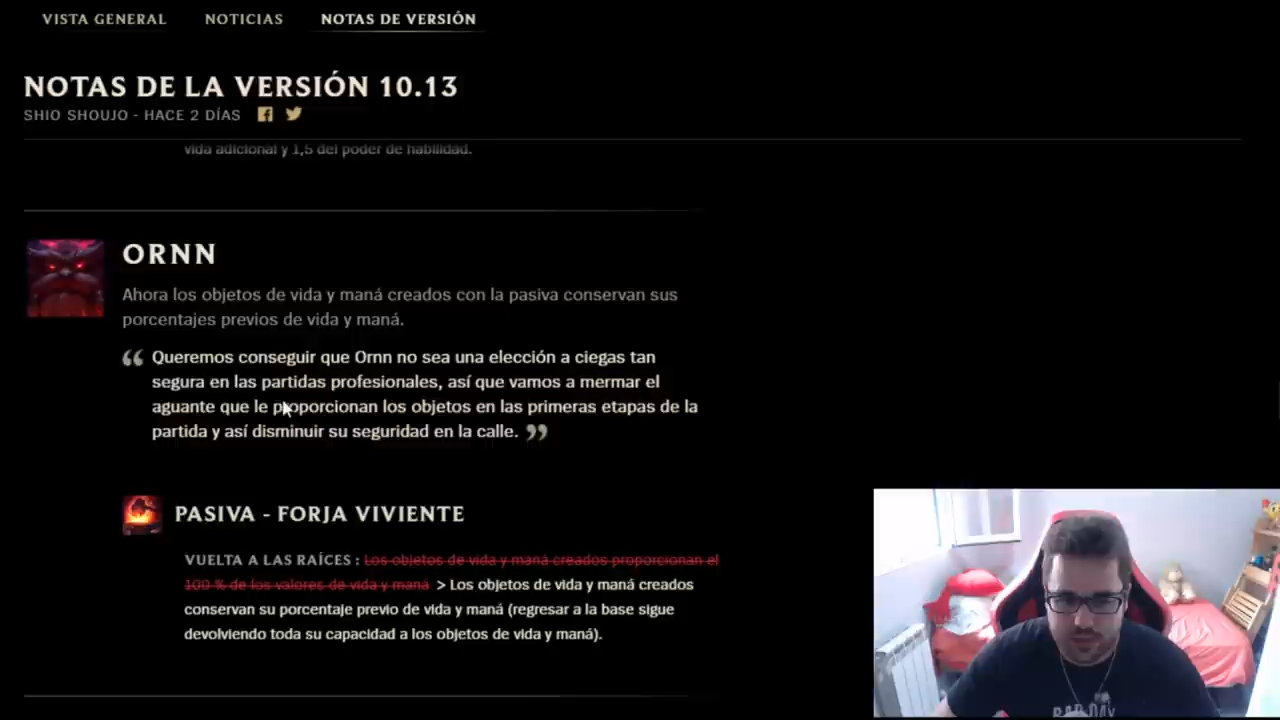 VISTA GENERAL NOTICIAS NOTAS DE VERSIÓN
NOTAS DE LA VERSIÓN 10.13
SHIO SHOUJO - HACE 2 DÍAS
vida adicional y 1,5 del poder de habilidad.
ORNN
Ahora los objetos de vida y maná creados con la pasiva conservan sus
porcentajes previos de vida y maná.
“ Queremos conseguir que Ornn no sea una elección a ciegas tan
segura en las partidas profesionales, así que vamos a mermar el
aguante que le proporcionan los objetos en las primeras etapas de la
partida y así disminuir su seguridad en la calle. ”
PASIVA - FORJA VIVIENTE
VUELTA A LAS RAÍCES : Los objetos de vida y maná creados proporcionan el
100 % de los valores de vida y maná > Los objetos de vida y maná creados
conservan su porcentaje previo de vida y maná (regresar a la base sigue
devolviendo toda su capacidad a los objetos de vida y maná).
BAD DAY